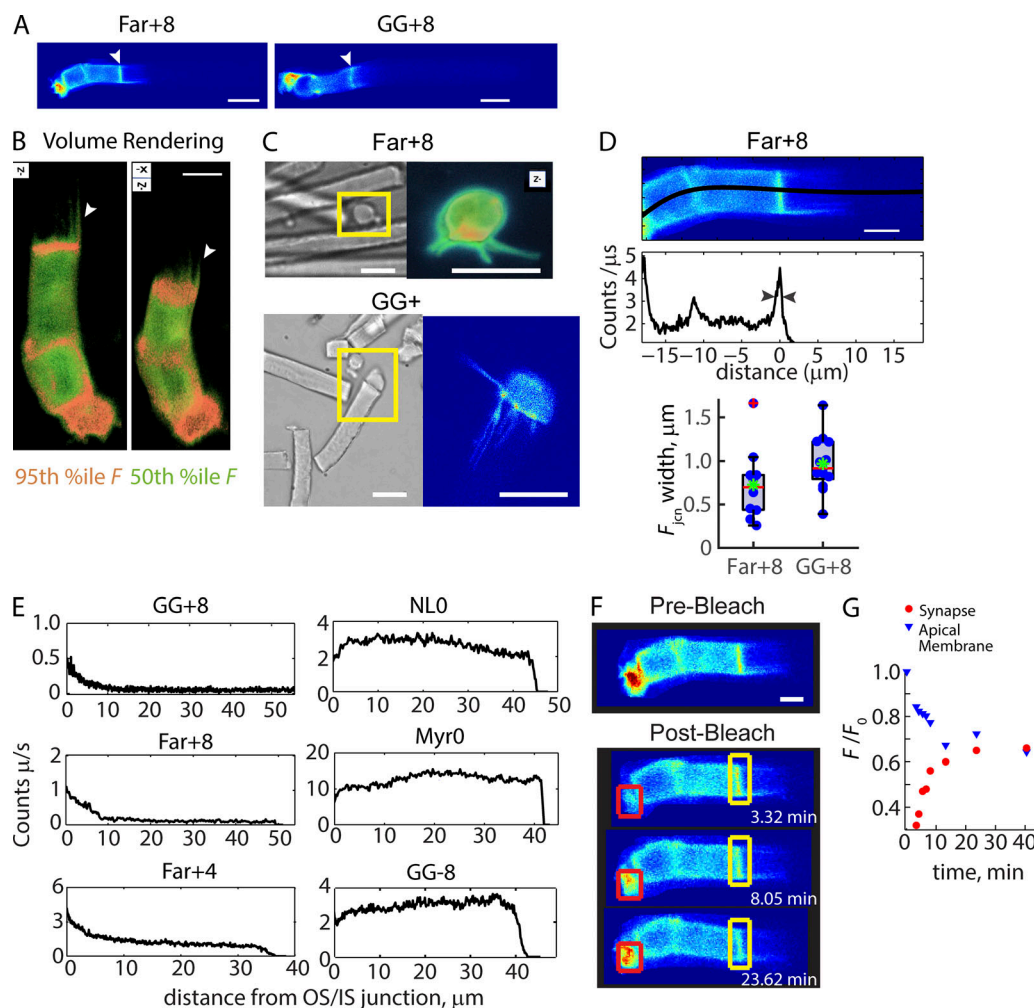 A
Far+8
GG+8
B
Volume Rendering
z-
-X
z-
95th %ile F
50th %ile F
C
Far+8
z-
GG+
D
Far+8
Counts /μs
5
4
3
2
−15
−10
−5
0
5
10
15
distance (μm)
Fjcn width, μm
1.5
1.0
0.5
0
Far+8
GG+8
E
GG+8
1.0
0.5
0
0 10 20 30 40 50
NL0
4
2
0
0 10 20 30 40 50
Counts μ/s
Far+8
2
1
0
0 10 20 30 40 50
Myr0
20
10
0
0 10 20 30 40 50
Far+4
6
3
0
0 10 20 30 40
GG-8
4
2
0
0 10 20 30 40 50
distance from OS/IS junction, μm
F
Pre-Bleach
Post-Bleach
3.32 min
8.05 min
23.62 min
G
Synapse
Apical
Membrane
F/F0
1.0
0.8
0.6
0.4
0 10 20 30 40
time, min